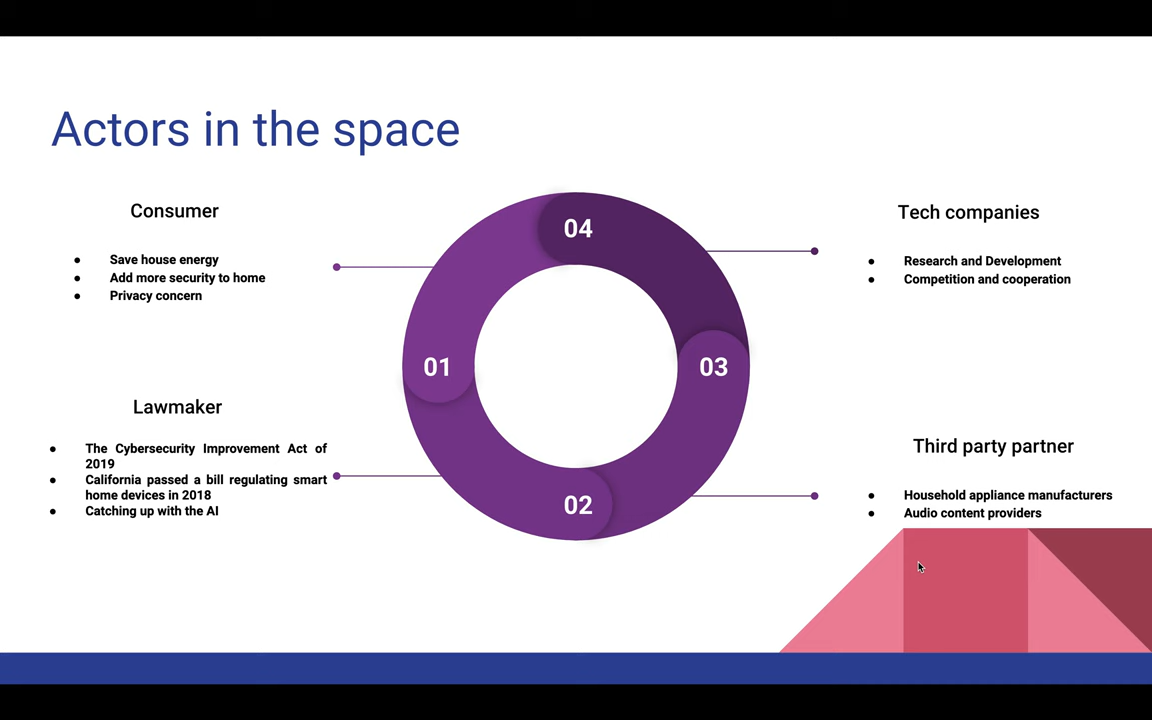 Actors in the space
Consumer
● Save house energy
● Add more security to home
● Privacy concern
Lawmaker
● The Cybersecurity Improvement Act of
2019
● California passed a bill regulating smart
home devices in 2018
● Catching up with the AI
04
01
03
02
Tech companies
● Research and Development
● Competition and cooperation
Third party partner
● Household appliance manufacturers
● Audio content providers